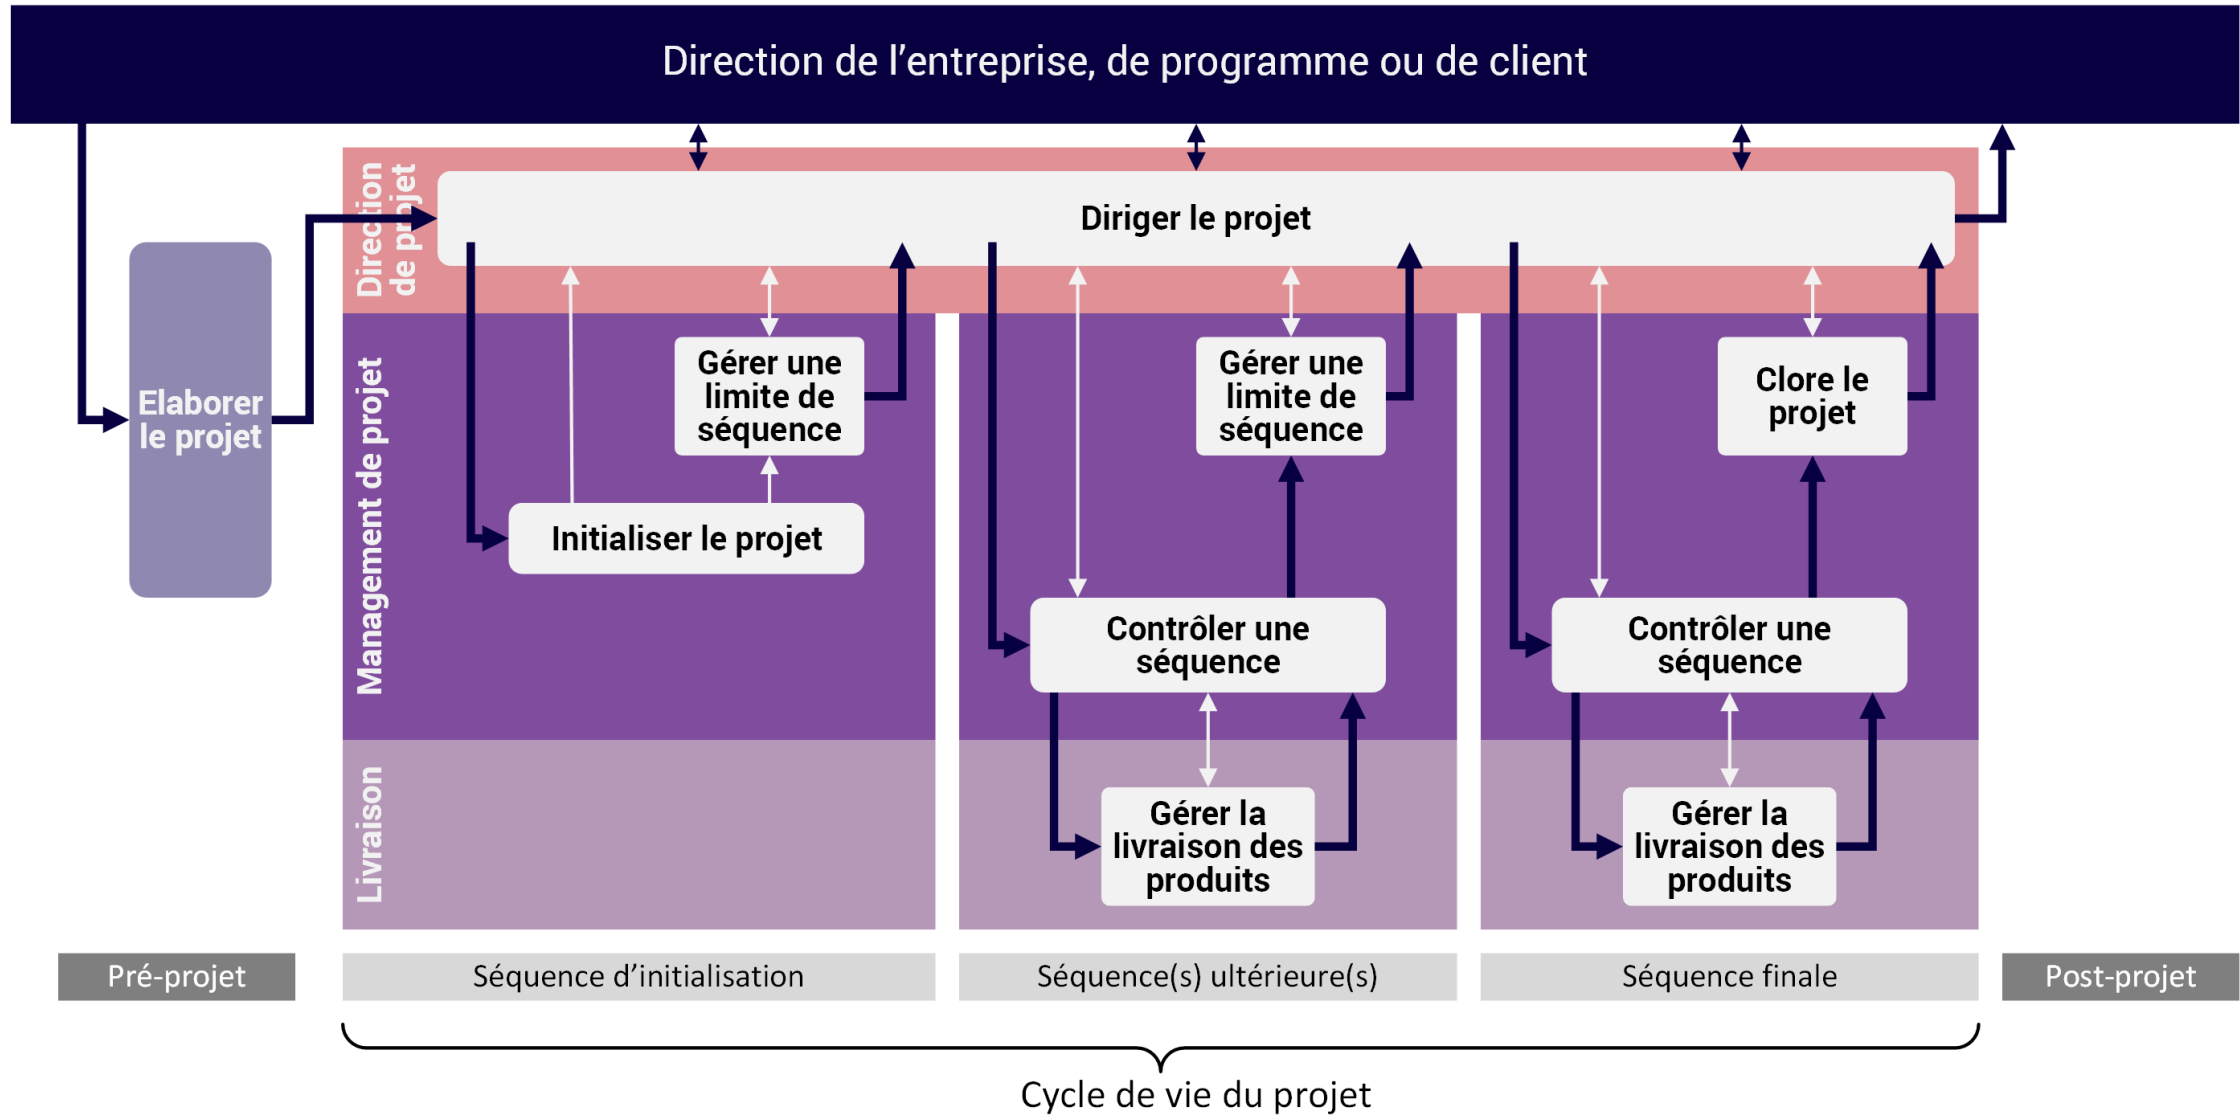 Direction de l’entreprise, de programme ou de client
Direction
de projet
Diriger le projet
Elaborer
le projet
Management de projet
Gérer une
limite de
séquence
Initialiser le projet
Gérer une
limite de
séquence
Contrôler une
séquence
Clore le
projet
Contrôler une
séquence
Livraison
Gérer la
livraison des
produits
Gérer la
livraison des
produits
Pré-projet
Séquence d’initialisation
Séquence(s) ultérieure(s)
Séquence finale
Post-projet
Cycle de vie du projet